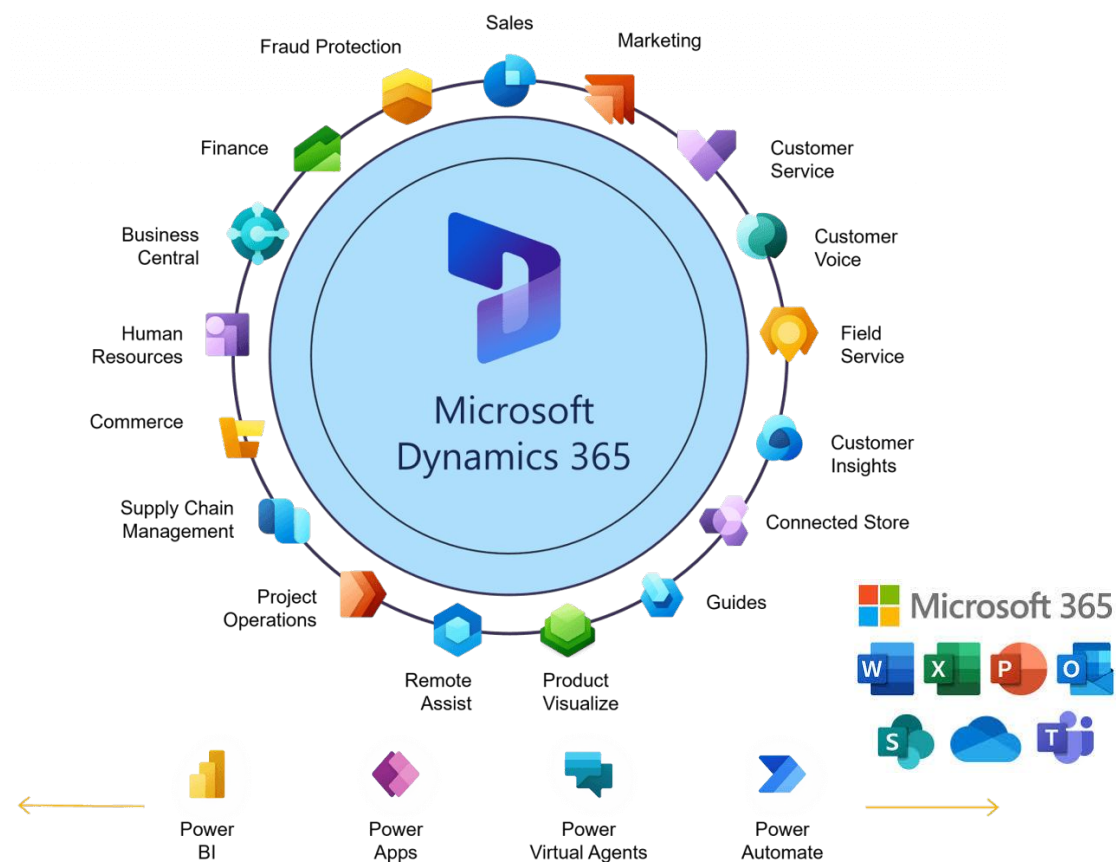 Sales
Marketing
Fraud Protection
Customer
Service
Finance
Customer
Voice
Business
Central
Field
Service
Human
Resources
Microsoft
Dynamics 365
Commerce
Customer
Insights
Supply Chain
Management
Connected Store
Project
Operations
Guides
Remote
Assist
Product
Visualize
Microsoft 365
W X P O
S T
Power
BI
Power
Apps
Power
Virtual Agents
Power
Automate